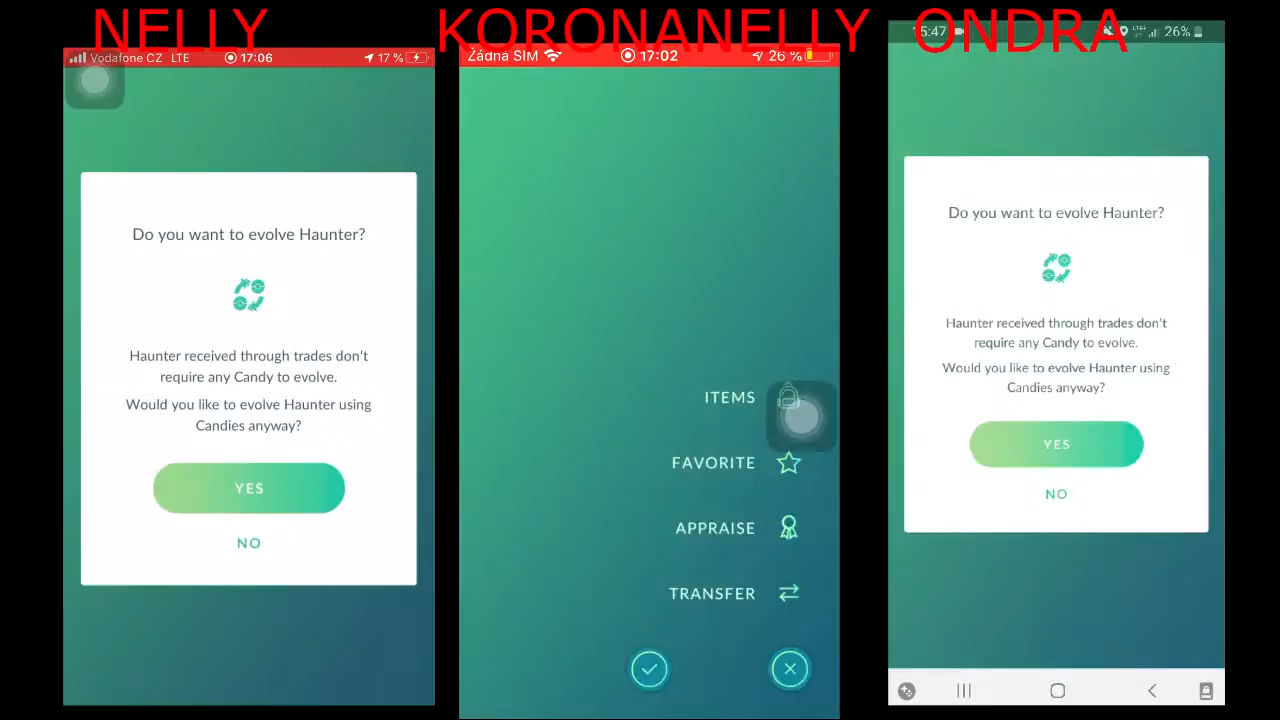 NELLY
KORONANELLY
ONDRA
Vodafone CZ LTE 17:06 17 %
Do you want to evolve Haunter?
Haunter received through trades don't
require any Candy to evolve.
Would you like to evolve Haunter using
Candies anyway?
YES
NO
Žádná SIM 17:02 26 %
ITEMS
FAVORITE
APPRAISE
TRANSFER
15:47 26%
Do you want to evolve Haunter?
Haunter received through trades don't
require any Candy to evolve.
Would you like to evolve Haunter using
Candies anyway?
YES
NO